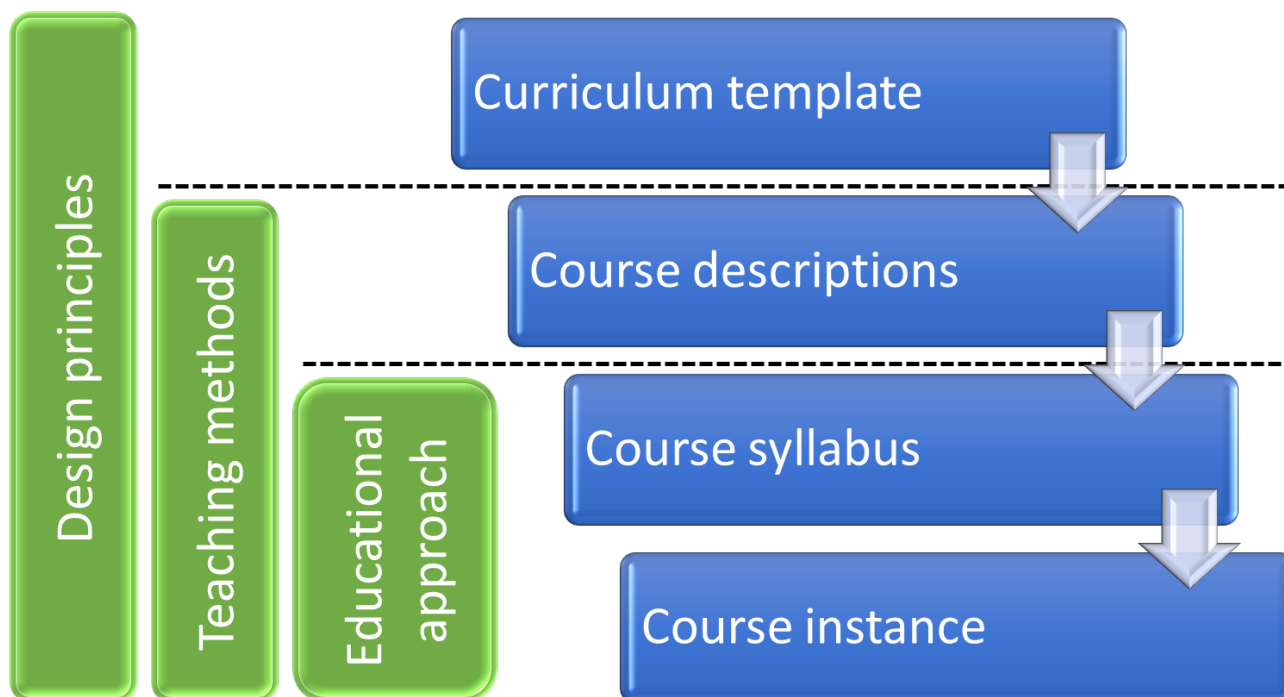 Design principles
Teaching methods
Educational
approach
Curriculum template
Course descriptions
Course syllabus
Course instance